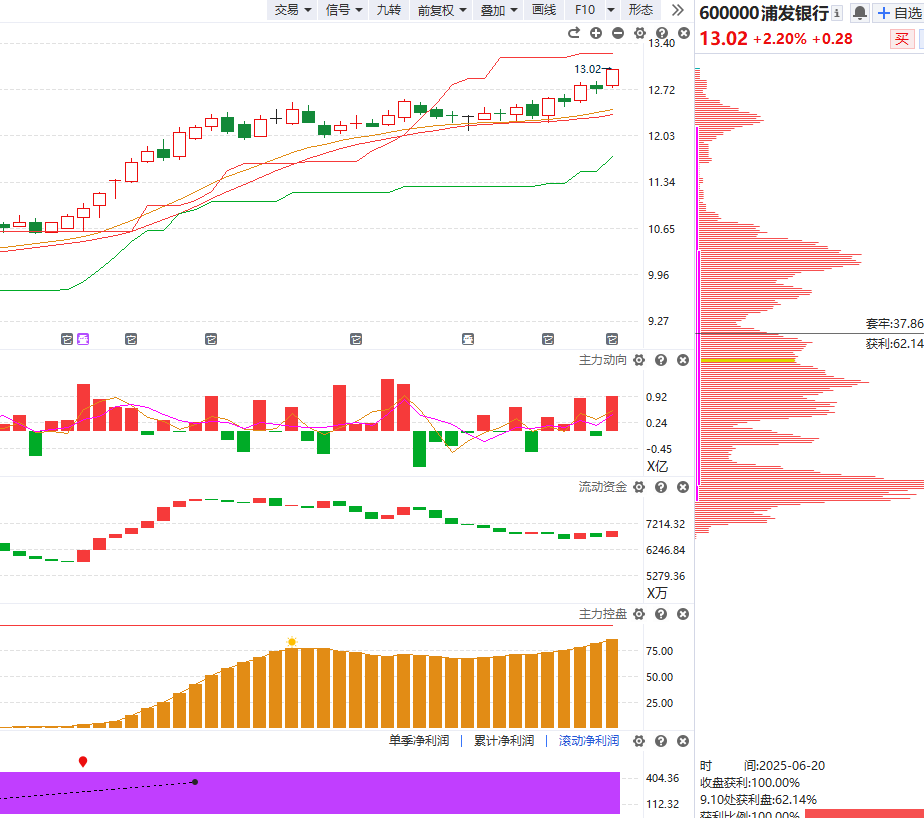 交易 信号 九转 前复权 叠加 画线 F10 形态
600000浦发银行 自选
13.02 +2.20% +0.28 买
13.40
13.02
12.72
12.03
11.34
10.65
9.96
9.27
套牢:37.86
获利:62.14
主力动向
0.92
0.24
-0.45
X亿
流动资金
7214.32
6246.84
5279.36
X万
主力控盘
75.00
50.00
25.00
单季净利润 | 累计净利润 | 滚动净利润
404.36
112.32
时 间:2025-06-20
收盘获利:100.00%
9.10处获利盘:62.14%
获利比例:100.00%